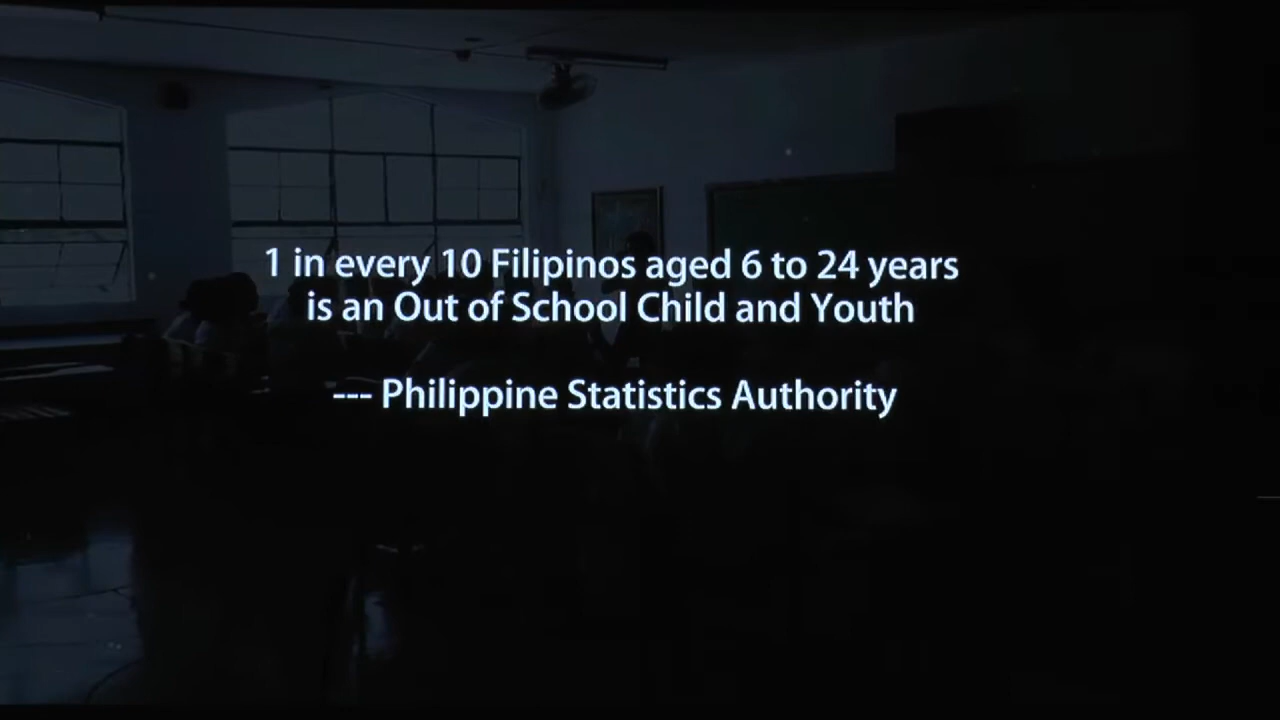 1 in every 10 Filipinos aged 6 to 24 years
is an Out of School Child and Youth
--- Philippine Statistics Authority